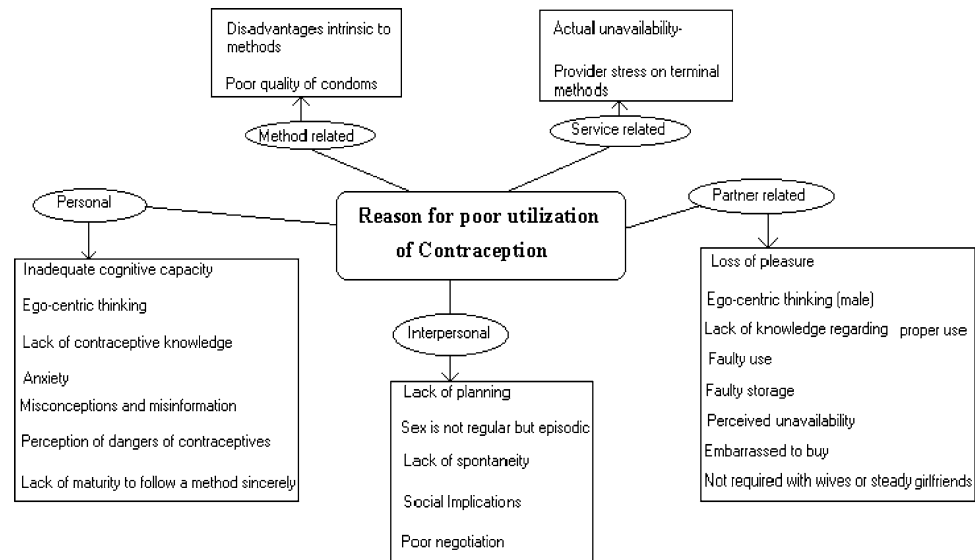 Disadvantages intrinsic to
methods
Poor quality of condoms
Actual unavailability-
Provider stress on terminal
methods
Method related
Service related
Personal
Partner related
Reason for poor utilization
of Contraception
Inadequate cognitive capacity
Ego-centric thinking
Lack of contraceptive knowledge
Anxiety
Misconceptions and misinformation
Perception of dangers of contraceptives
Lack of maturity to follow a method sincerely
Interpersonal
Lack of planning
Sex is not regular but episodic
Lack of spontaneity
Social Implications
Poor negotiation
Loss of pleasure
Ego-centric thinking (male)
Lack of knowledge regarding proper use
Faulty use
Faulty storage
Perceived unavailability
Embarrassed to buy
Not required with wives or steady girlfriends